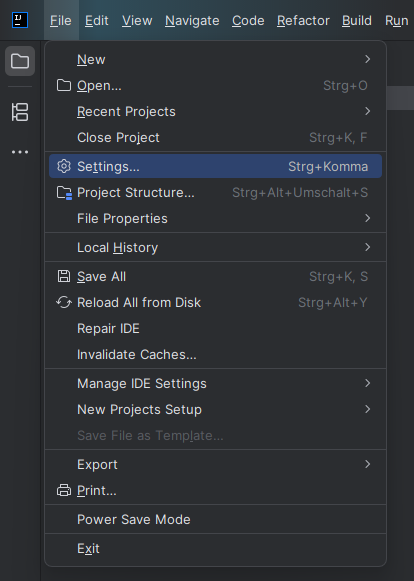 IJ File Edit View Navigate Code Refactor Build Run
New
Open... Strg+O
Recent Projects
Close Project Strg+K, F
Settings... Strg+Komma
Project Structure... Strg+Alt+Umschalt+S
File Properties
Local History
Save All Strg+K, S
Reload All from Disk Strg+Alt+Y
Repair IDE
Invalidate Caches...
Manage IDE Settings
New Projects Setup
Save File as Template...
Export
Print...
Power Save Mode
Exit